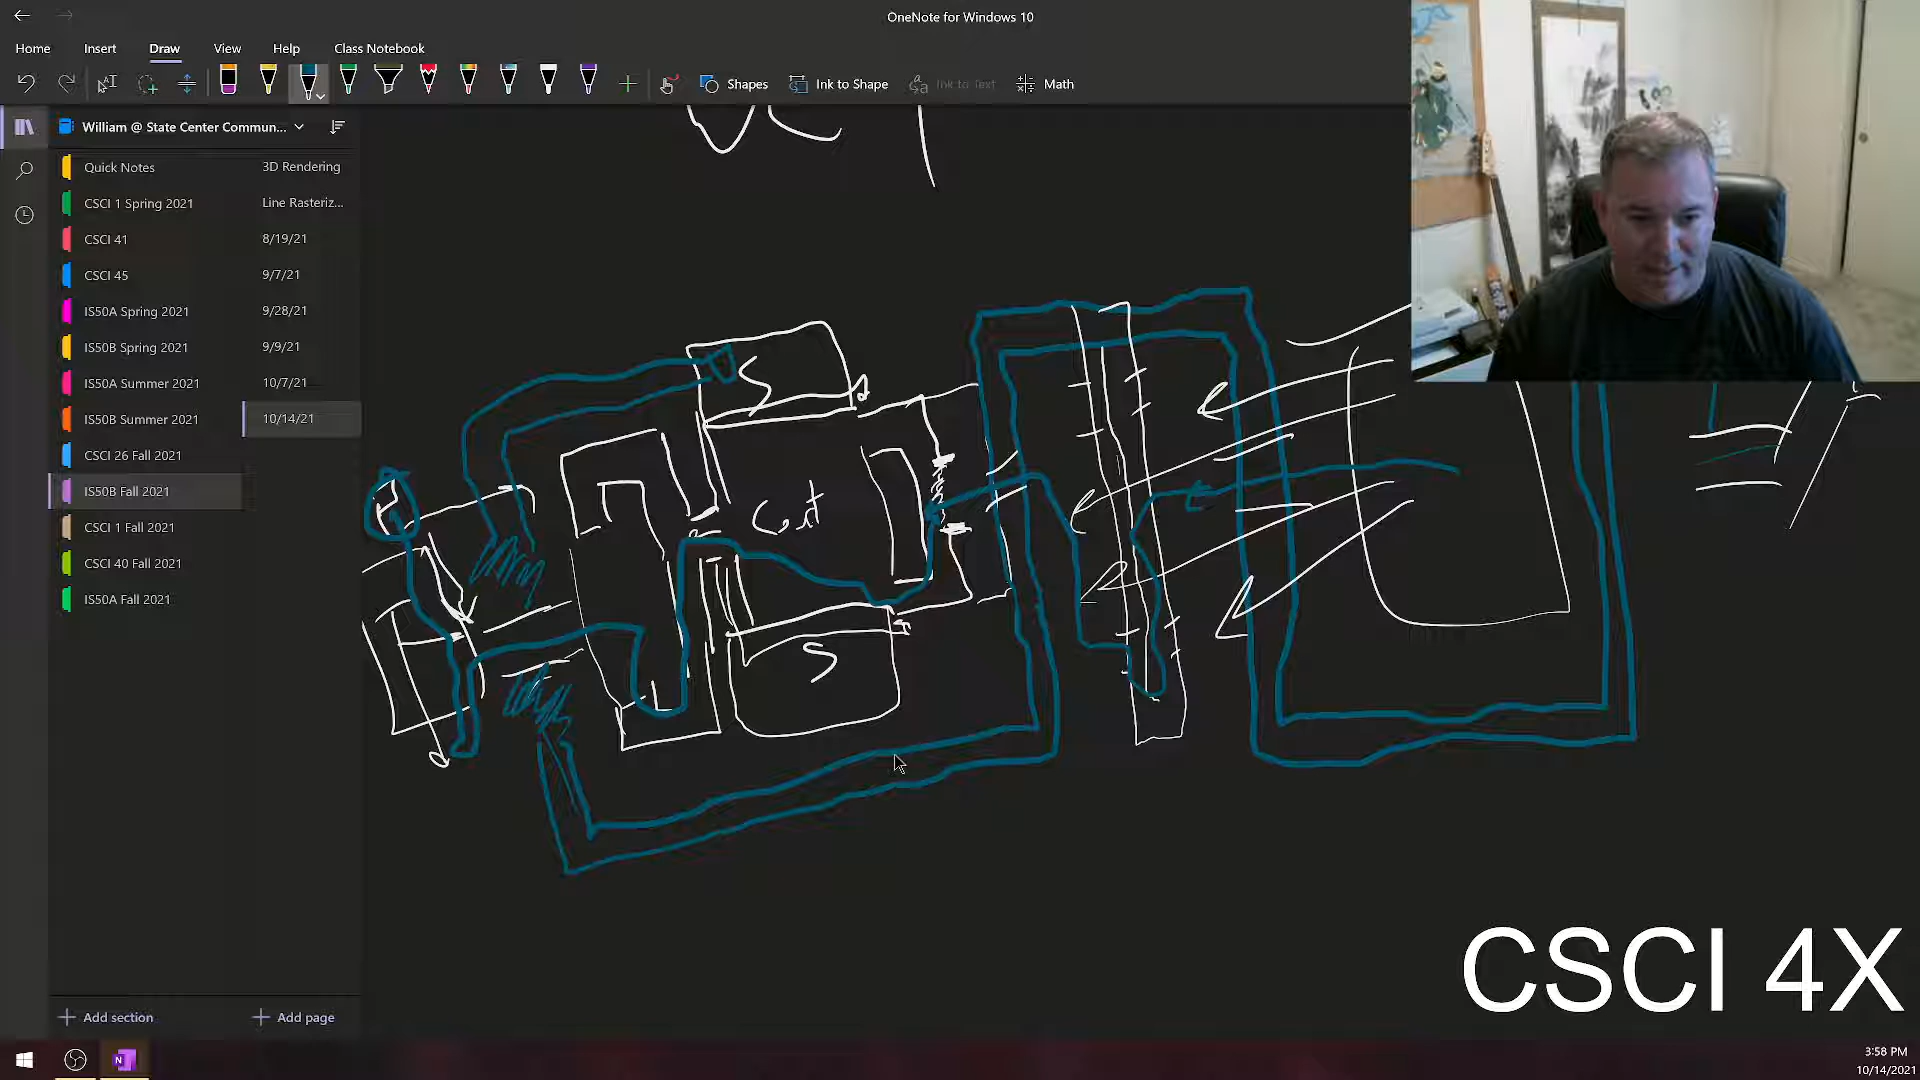 OneNote for Windows 10
Home Insert Draw View Help Class Notebook
Shapes Ink to Shape Ink to Text Math
William @ State Center Commun...
Quick Notes
CSCI 1 Spring 2021
CSCI 41
CSCI 45
IS50A Spring 2021
IS50B Spring 2021
IS50A Summer 2021
IS50B Summer 2021
CSCI 26 Fall 2021
IS50B Fall 2021
CSCI 1 Fall 2021
CSCI 40 Fall 2021
IS50A Fall 2021
3D Rendering
Line Rasteriz...
8/19/21
9/7/21
9/28/21
9/9/21
10/7/21
10/14/21
S
S
CSCI 4X
Add section
Add page
3:58 PM
10/14/2021